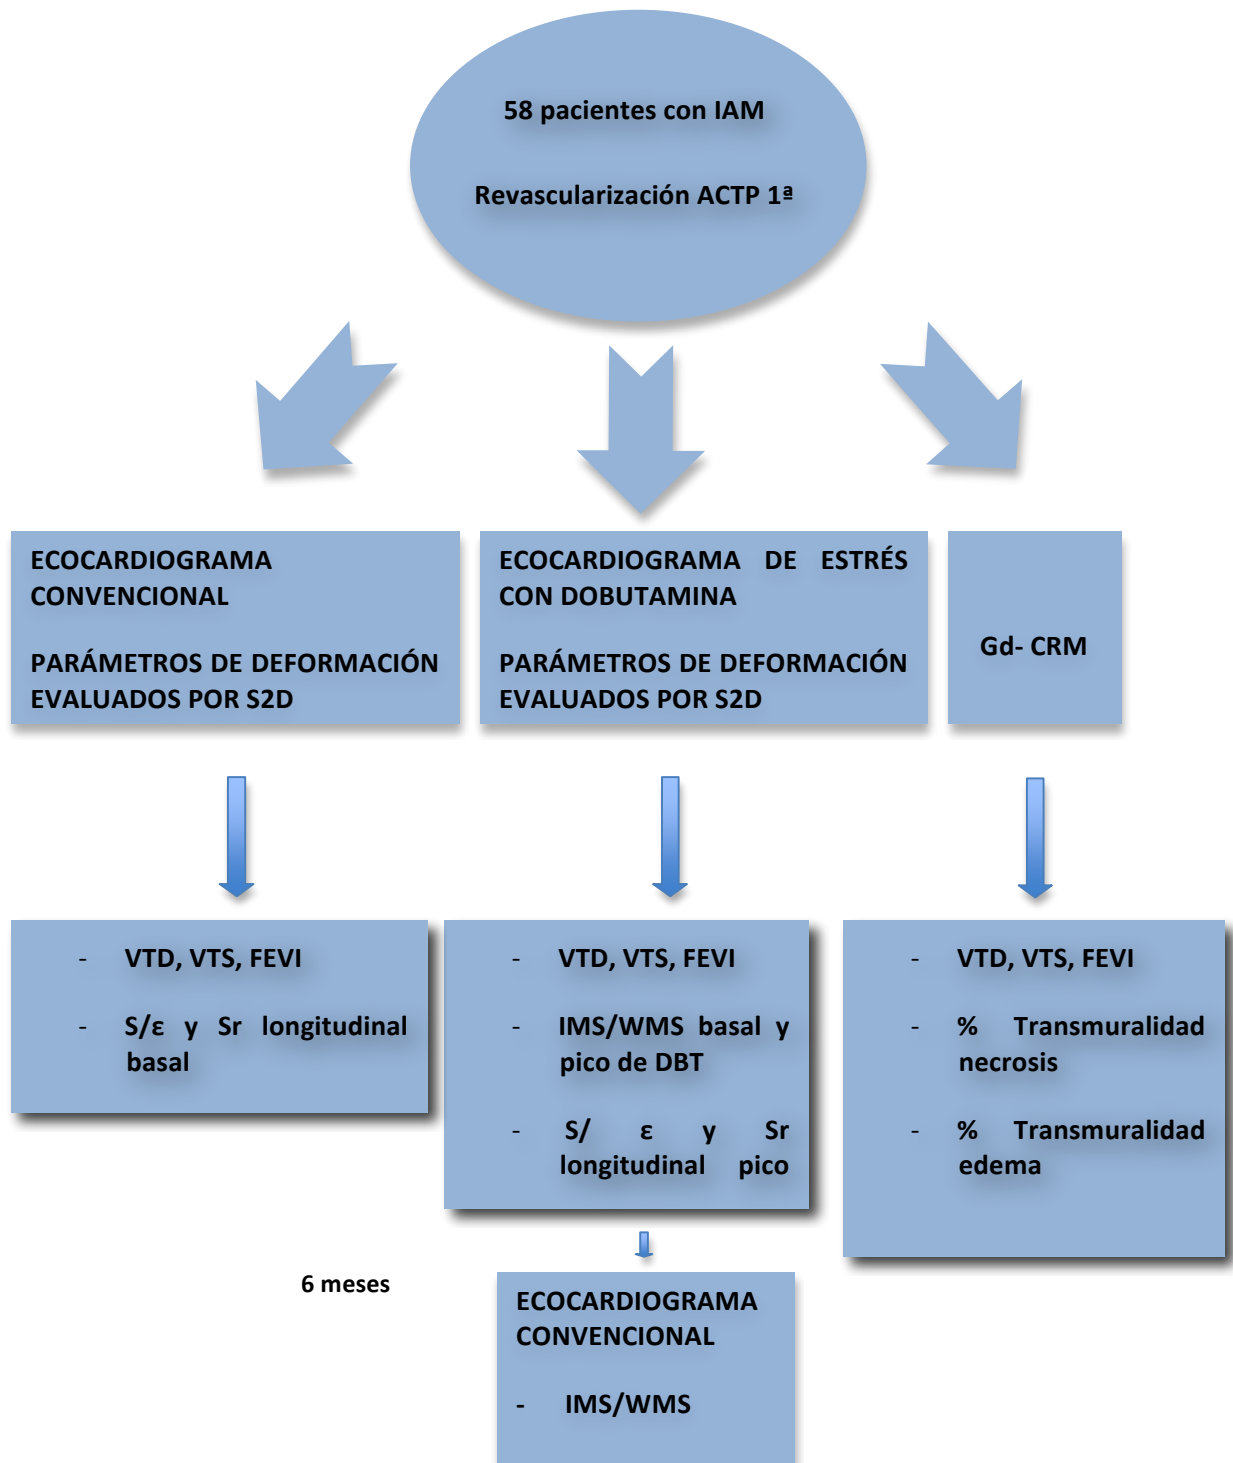 58 pacientes con IAM
Revascularización ACTP 1ª
ECOCARDIOGRAMA
CONVENCIONAL
PARÁMETROS DE DEFORMACIÓN
EVALUADOS POR S2D
ECOCARDIOGRAMA DE ESTRÉS
CON DOBUTAMINA
PARÁMETROS DE DEFORMACIÓN
EVALUADOS POR S2D
Gd- CRM
- VTD, VTS, FEVI
- S/ε y Sr longitudinal
basal
- VTD, VTS, FEVI
- IMS/WMS basal y
pico de DBT
- S/ ε y Sr
longitudinal pico
- VTD, VTS, FEVI
- % Transmuralidad
necrosis
- % Transmuralidad
edema
6 meses
ECOCARDIOGRAMA
CONVENCIONAL
- IMS/WMS